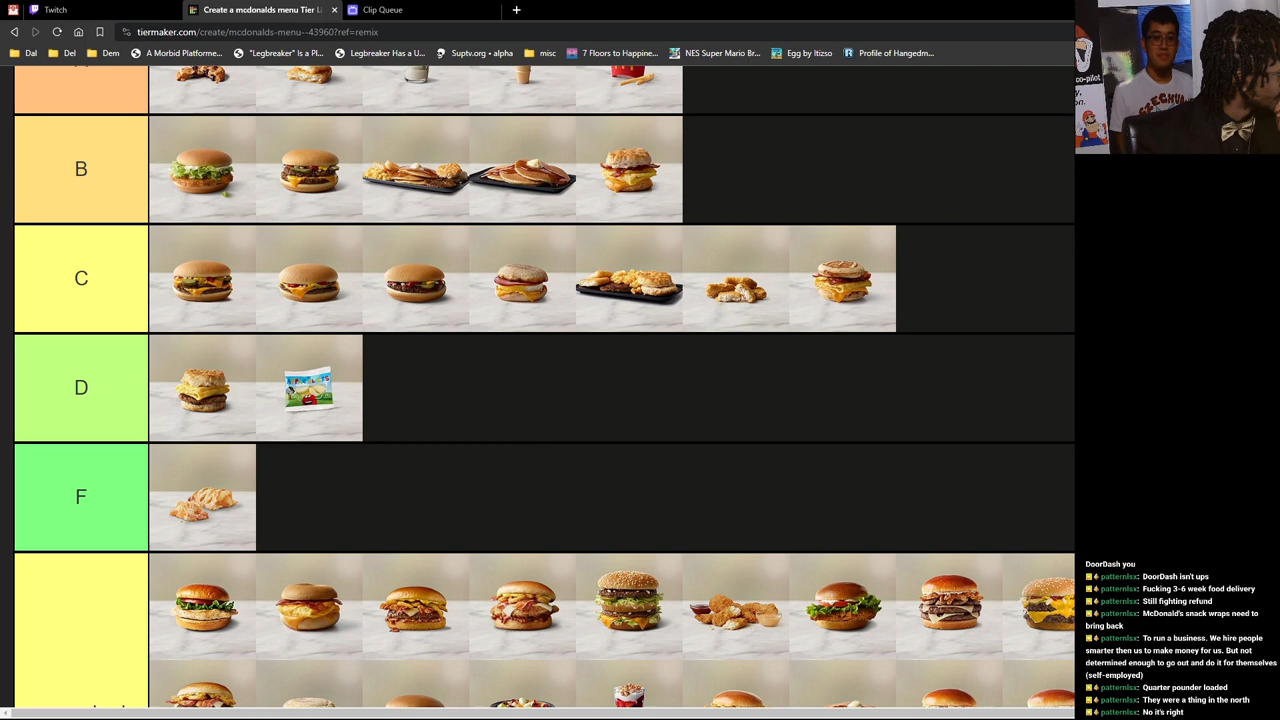 Twitch
Create a mcdonalds menu Tier Li
Clip Queue
tiermaker.com/create/mcdonalds-menu--43960?ref=remix
Dal
Del
Dem
A Morbid Platforme...
"Legbreaker" Is a Pl...
Legbreaker Has a U...
Suptv.org • alpha
misc
7 Floors to Happine...
NES Super Mario Br...
Egg by Itizso
Profile of Hangedm...
co-pilot
B
C
D
F
DoorDash you
patternlsx: DoorDash isn't ups
patternlsx: Fucking 3-6 week food delivery
patternlsx: Still fighting refund
patternlsx: McDonald's snack wraps need to
bring back
patternlsx: To run a business. We hire people
smarter then us to make money for us. But not
determined enough to go out and do it for themselves
(self-employed)
patternlsx: Quarter pounder loaded
patternlsx: They were a thing in the north
patternlsx: No it's right